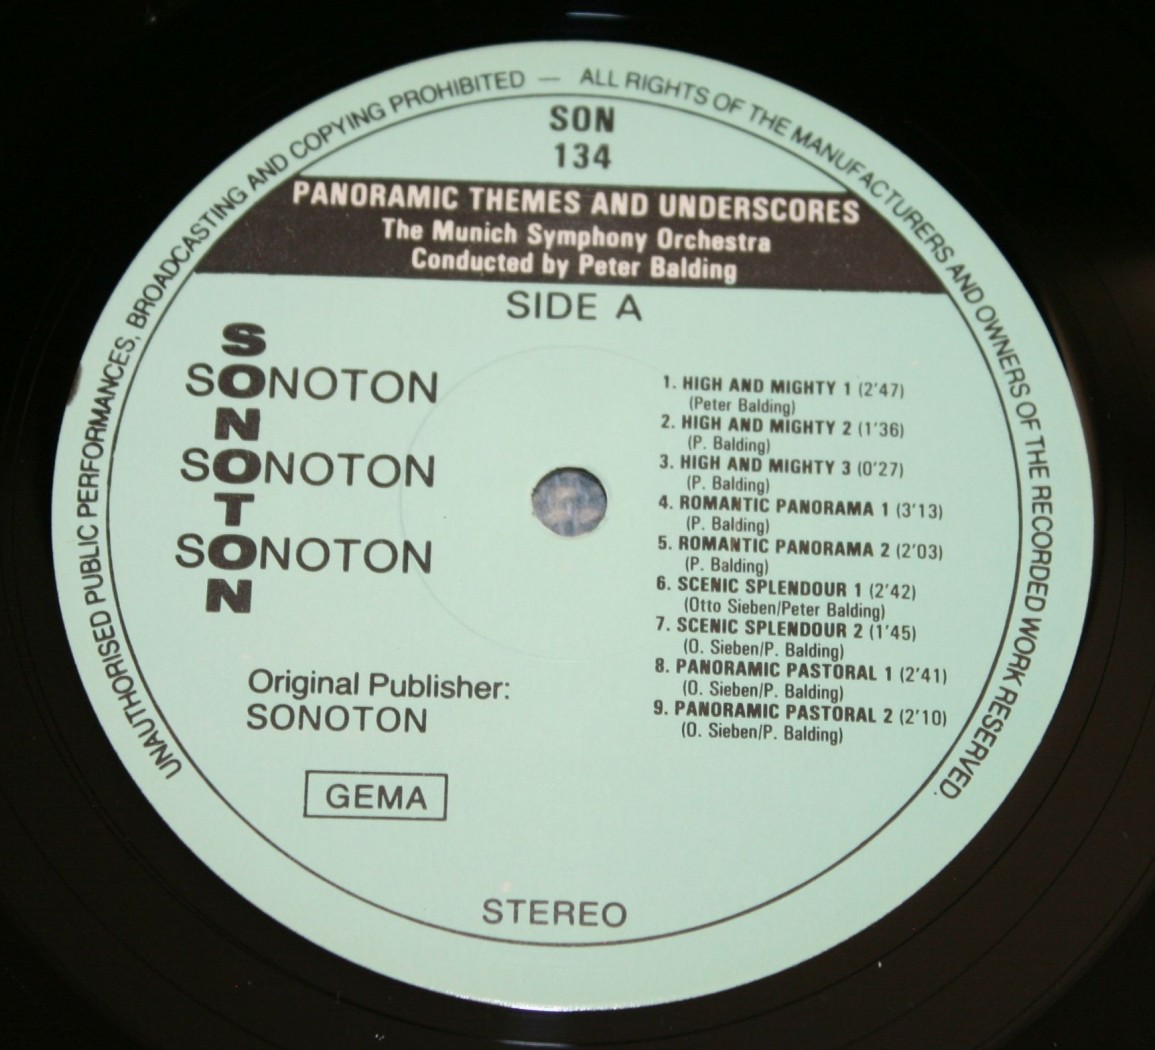 UNAUTHORISED PUBLIC PERFORMANCES, BROADCASTING AND COPYING PROHIBITED — ALL RIGHTS OF THE MANUFACTURERS AND OWNERS OF THE RECORDED WORK RESERVED.
SON
134
PANORAMIC THEMES AND UNDERSCORES
The Munich Symphony Orchestra
Conducted by Peter Balding
SIDE A
SONOTON
SONOTON
SONOTON
SONOTON
Original Publisher:
SONOTON
GEMA
1. HIGH AND MIGHTY 1 (2'47)
(Peter Balding)
2. HIGH AND MIGHTY 2 (1'36)
(P. Balding)
3. HIGH AND MIGHTY 3 (0'27)
(P. Balding)
4. ROMANTIC PANORAMA 1 (3'13)
(P. Balding)
5. ROMANTIC PANORAMA 2 (2'03)
(P. Balding)
6. SCENIC SPLENDOUR 1 (2'42)
(Otto Sieben/Peter Balding)
7. SCENIC SPLENDOUR 2 (1'45)
(O. Sieben/P. Balding)
8. PANORAMIC PASTORAL 1 (2'41)
(O. Sieben/P. Balding)
9. PANORAMIC PASTORAL 2 (2'10)
(O. Sieben/P. Balding)
STEREO